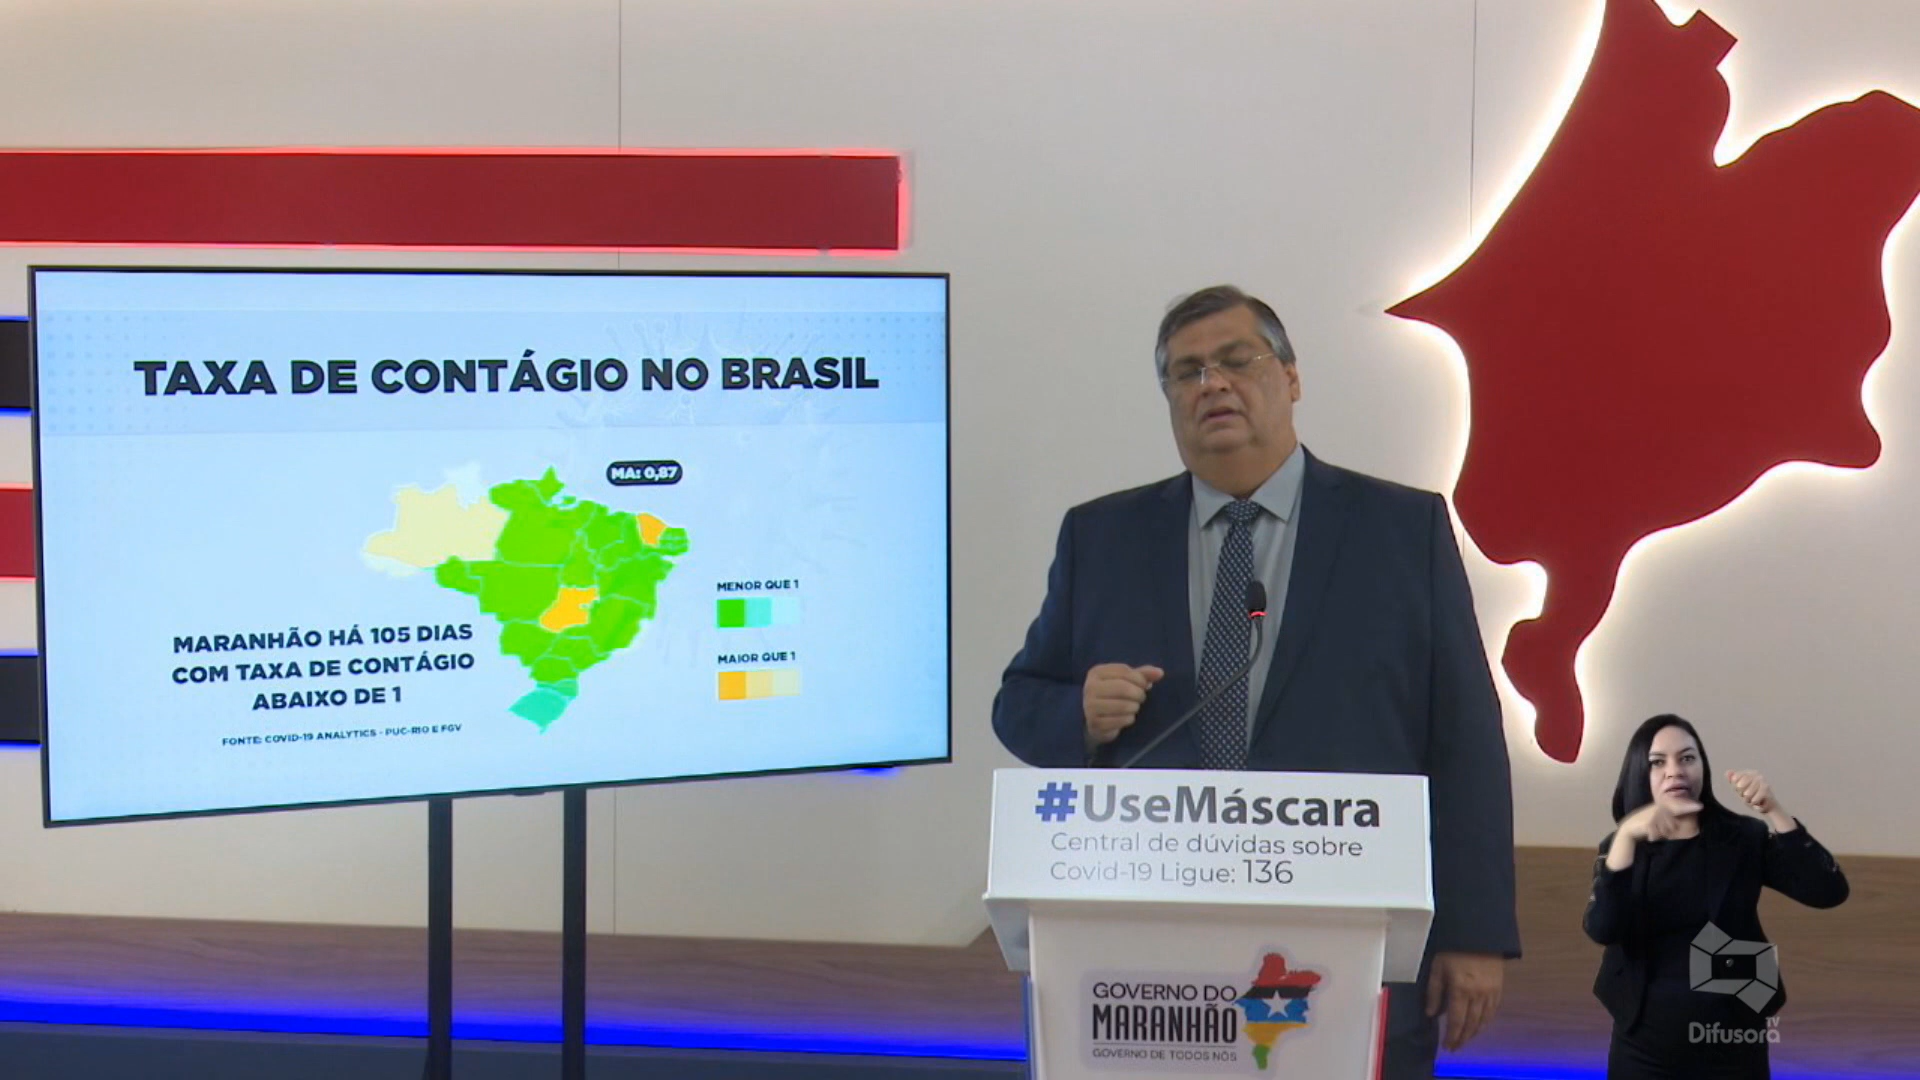 TAXA DE CONTÁGIO NO BRASIL
MA: 0,87
MENOR QUE 1
MAIOR QUE 1
MARANHÃO HÁ 105 DIAS
COM TAXA DE CONTÁGIO
ABAIXO DE 1
FONTE: COVID-19 ANALYTICS - PUC-RIO E FGV
#UseMáscara
Central de dúvidas sobre
Covid-19 Ligue: 136
GOVERNO DO
MARANHÃO
GOVERNO DE TODOS NÓS
TV
Difusora